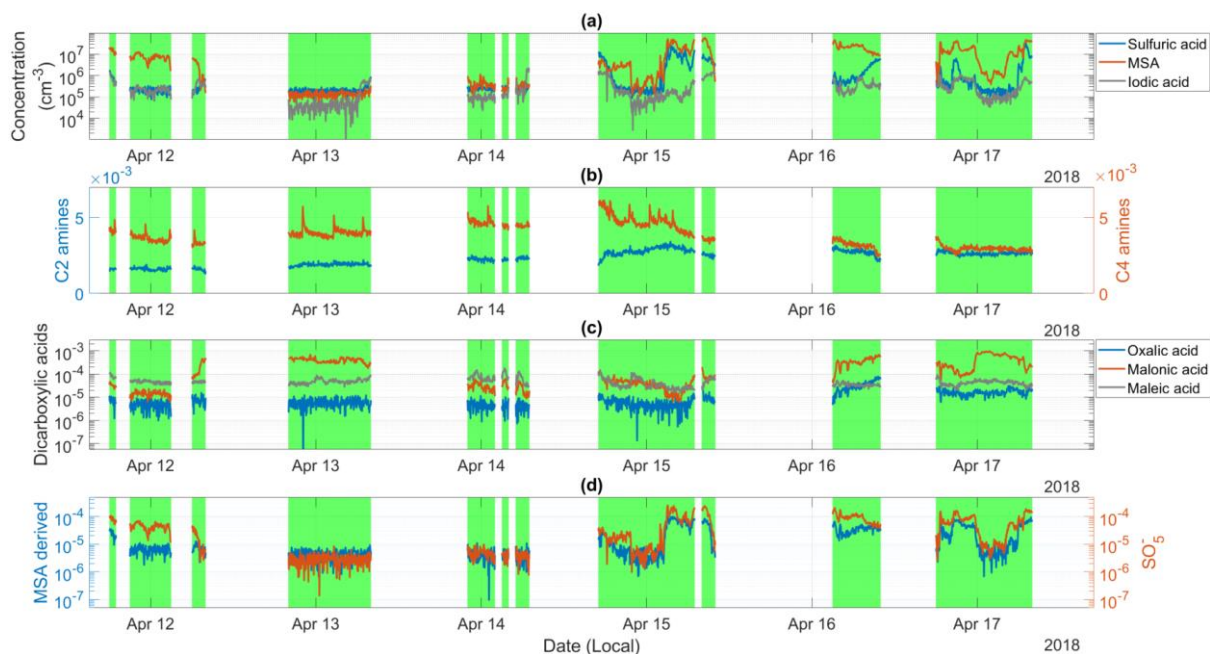 (a)
Concentration
(cm⁻³)
10⁷
10⁶
10⁵
10⁴
Sulfuric acid
MSA
Iodic acid
Apr 12 Apr 13 Apr 14 Apr 15 Apr 16 Apr 17
2018
(b)
×10⁻³
×10⁻³
C2 amines
5
0
5
0
C4 amines
Apr 12 Apr 13 Apr 14 Apr 15 Apr 16 Apr 17
2018
(c)
Dicarboxylic acids
10⁻³
10⁻⁴
10⁻⁵
10⁻⁶
10⁻⁷
Oxalic acid
Malonic acid
Maleic acid
Apr 12 Apr 13 Apr 14 Apr 15 Apr 16 Apr 17
2018
(d)
MSA derived
10⁻⁴
10⁻⁵
10⁻⁶
10⁻⁷
10⁻⁴
10⁻⁵
10⁻⁶
10⁻⁷
SO₅⁻
Apr 12 Apr 13 Apr 14 Apr 15 Apr 16 Apr 17
Date (Local)
2018